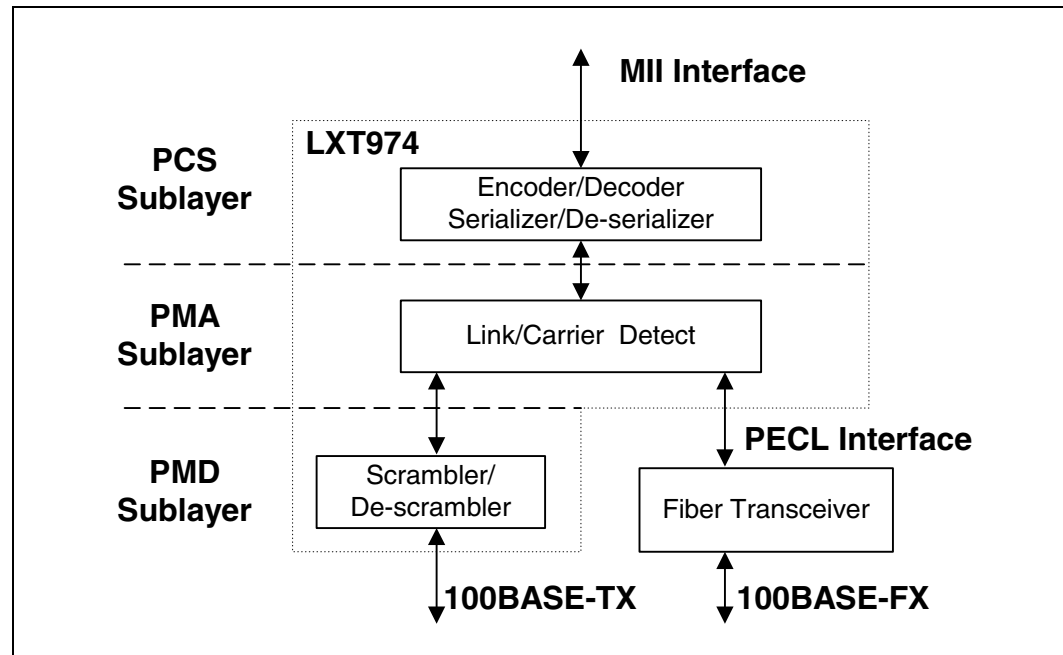 MII Interface
LXT974
PCS
Sublayer
Encoder/Decoder
Serializer/De-serializer
PMA
Sublayer
Link/Carrier Detect
PECL Interface
PMD
Sublayer
Scrambler/
De-scrambler
Fiber Transceiver
100BASE-TX
100BASE-FX